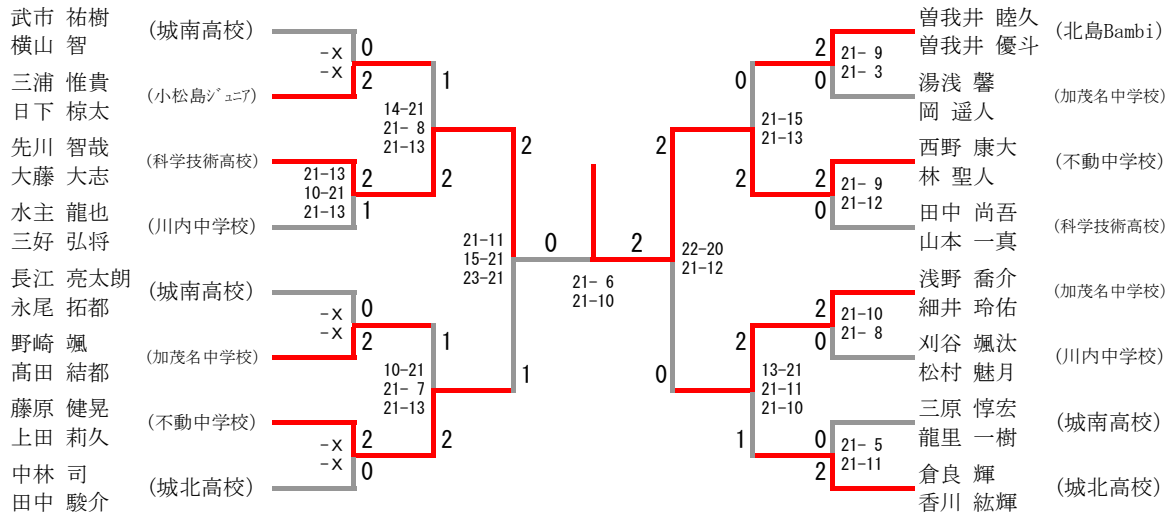 武市 祐樹
横山 智
(城南高校)
三浦 惟貴
日下 椋太
(小松島ジュニア)
先川 智哉
大藤 大志
(科学技術高校)
水主 龍也
三好 弘将
(川内中学校)
長江 亮太朗
永尾 拓都
(城南高校)
野崎 颯
髙田 結都
(加茂名中学校)
藤原 健晃
上田 莉久
(不動中学校)
中林 司
田中 駿介
(城北高校)
-X
-X
0
2
21-13
10-21
21-13
2
1
-X
-X
0
2
-X
-X
2
0
14-21
21- 8
21-13
1
2
10-21
21- 7
21-13
1
2
21-11
15-21
23-21
2
1
0
2
21- 6
21-10
22-20
21-12
2
0
21-15
21-13
0
2
13-21
21-11
21-10
2
1
21- 9
21- 3
2
0
21- 9
21-12
2
0
21-10
21- 8
2
0
21- 5
21-11
0
2
曽我井 睦久
曽我井 優斗
(北島Bambi)
湯浅 馨
岡 遥人
(加茂名中学校)
西野 康大
林 聖人
(不動中学校)
田中 尚吾
山本 一真
(科学技術高校)
浅野 喬介
細井 玲佑
(加茂名中学校)
刈谷 颯汰
松村 魅月
(川内中学校)
三原 惇宏
龍里 一樹
(城南高校)
倉良 輝
香川 紘輝
(城北高校)